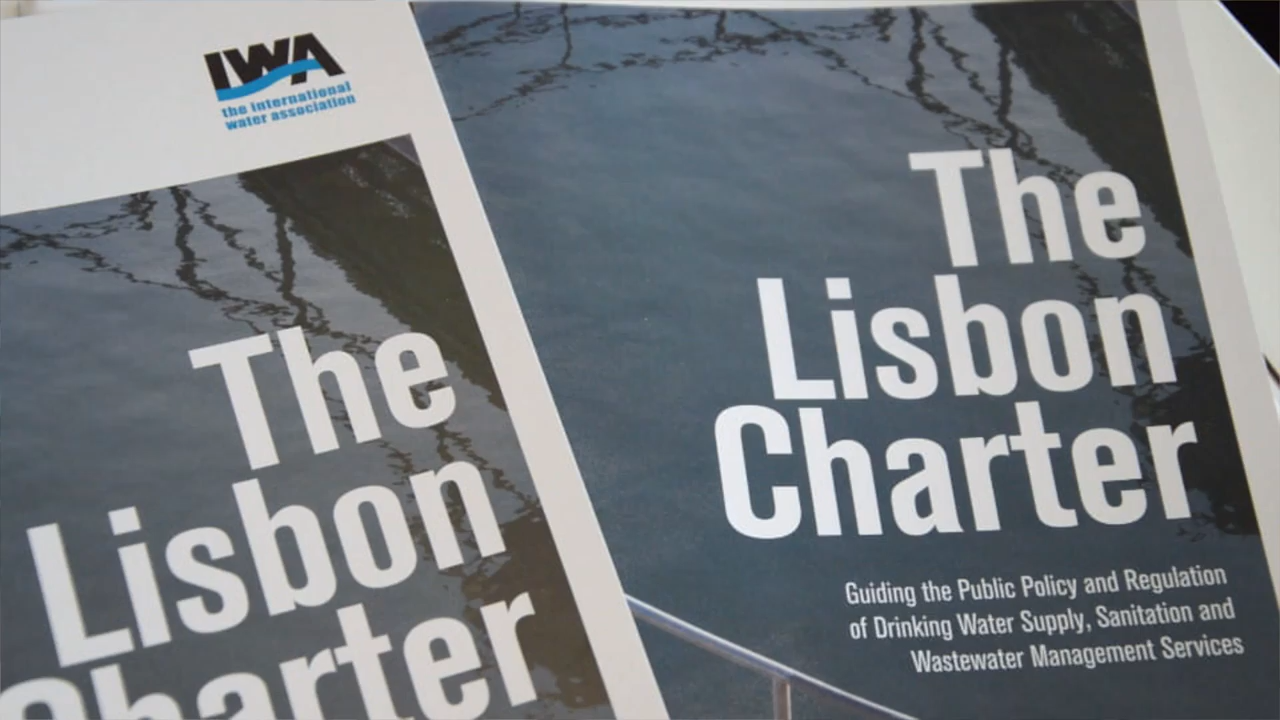 IWA
the international
water association
The
Lisbon
Charter
The
Lisbon
Charter
Guiding the Public Policy and Regulation
of Drinking Water Supply, Sanitation and
Wastewater Management Services